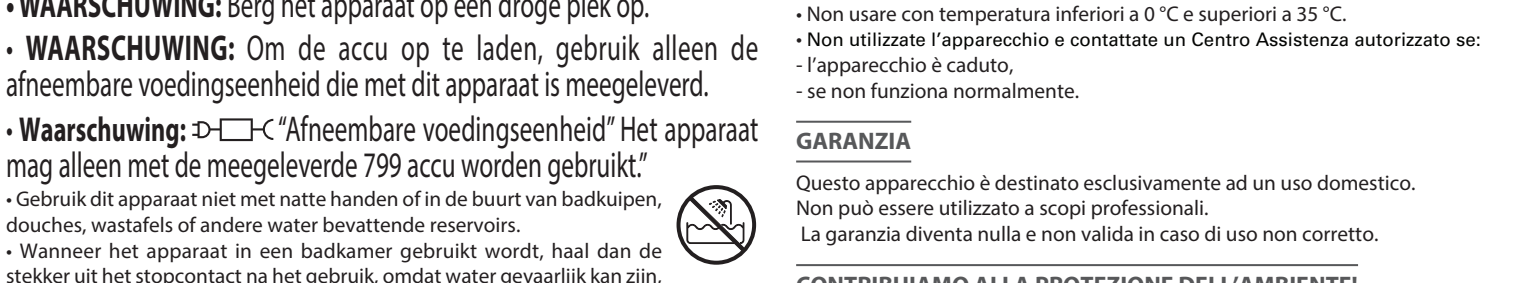 • WAARSCHUWING: Berg het apparaat op een droge plek op.
• WAARSCHUWING: Om de accu op te laden, gebruik alleen de
afneembare voedingseenheid die met dit apparaat is meegeleverd.
• Waarschuwing: "Afneembare voedingseenheid" Het apparaat
mag alleen met de meegeleverde 799 accu worden gebruikt."
• Gebruik dit apparaat niet met natte handen of in de buurt van badkuipen,
douches, wastafels of andere water bevattende reservoirs.
• Wanneer het apparaat in een badkamer gebruikt wordt, haal dan de
stekker uit het stopcontact na het gebruik, omdat water gevaarlijk kan zijn,
• Non usare con temperatura inferiori a 0 °C e superiori a 35 °C.
• Non utilizzate l'apparecchio e contattate un Centro Assistenza autorizzato se:
- l'apparecchio è caduto,
- se non funziona normalmente.
GARANZIA
Questo apparecchio è destinato esclusivamente ad un uso domestico.
Non può essere utilizzato a scopi professionali.
La garanzia diventa nulla e non valida in caso di uso non corretto.
CONTRIBUIAMO ALLA PROTEZIONE DELL'AMBIENTE!